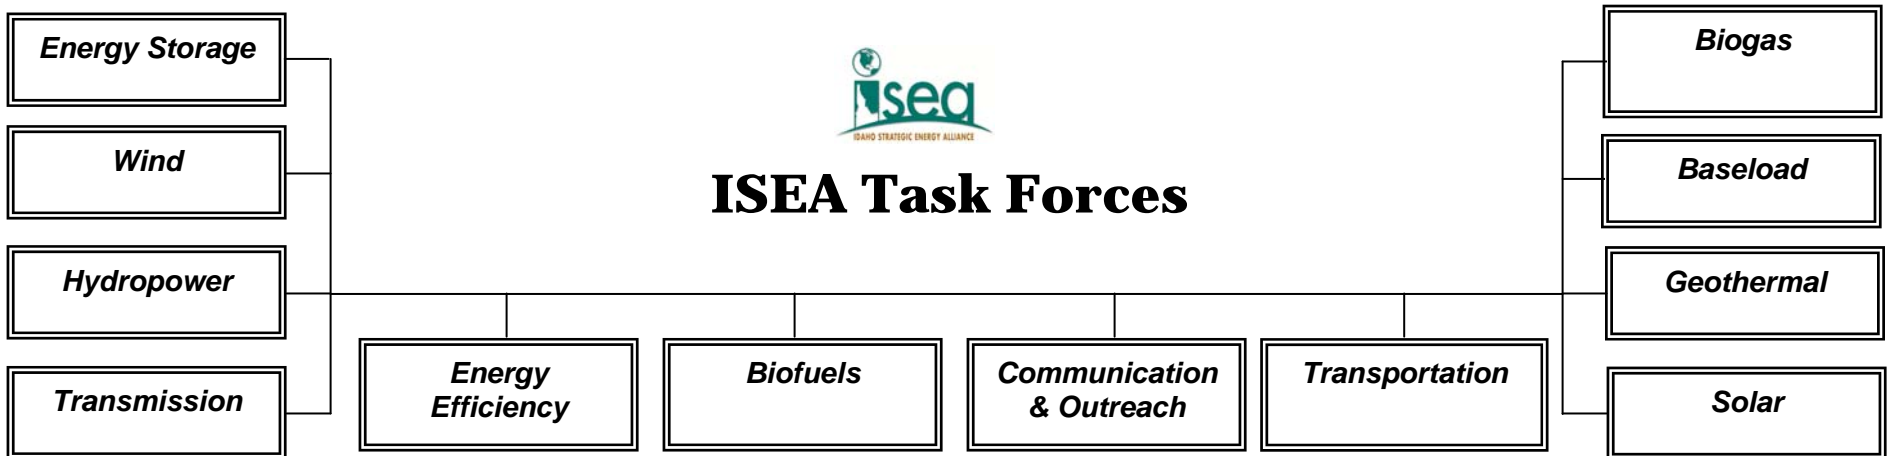 Energy Storage
Wind
Hydropower
Transmission
isea
IDAHO STRATEGIC ENERGY ALLIANCE
ISEA Task Forces
Energy
Efficiency
Biofuels
Communication
& Outreach
Transportation
Biogas
Baseload
Geothermal
Solar